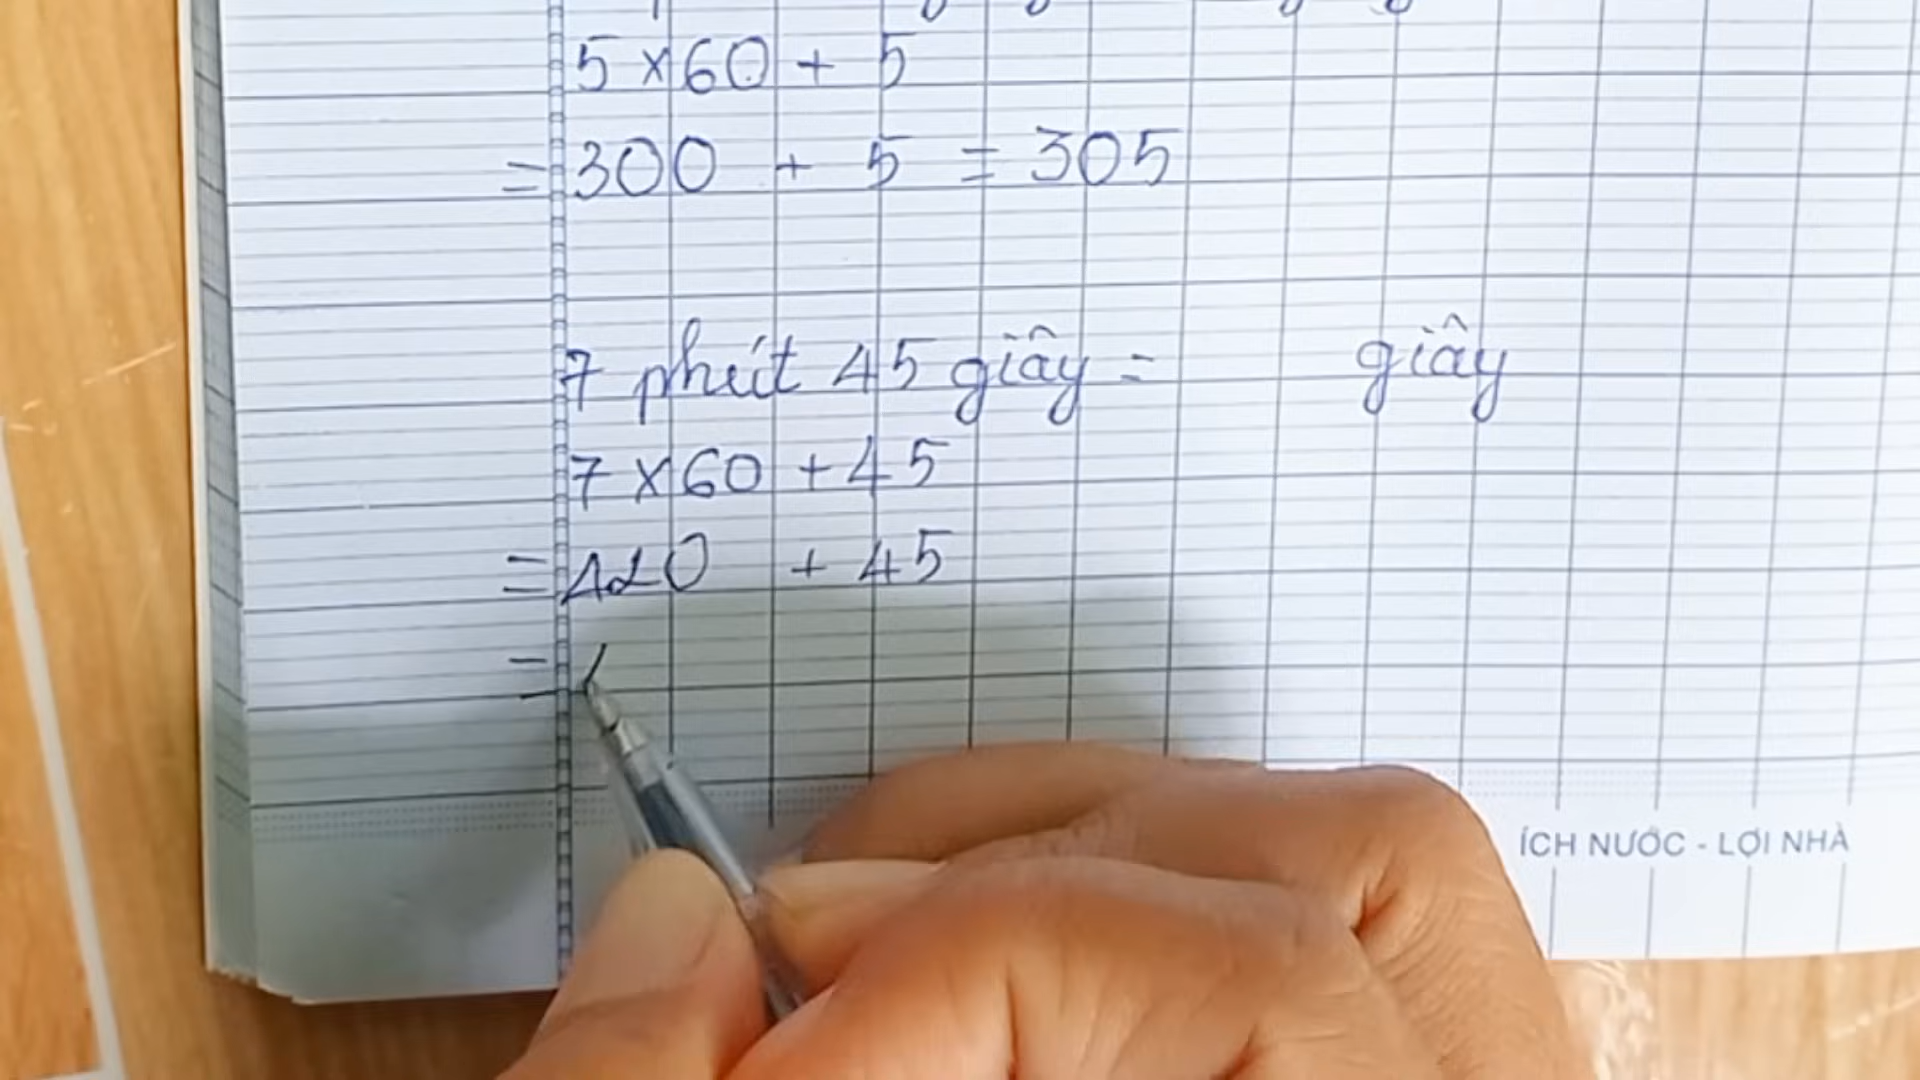 5 x 60 + 5
= 300 + 5 = 305
7 phút 45 giây = giây
7 x 60 + 45
= 420 + 45
=
ÍCH NƯỚC - LỢI NHÀ